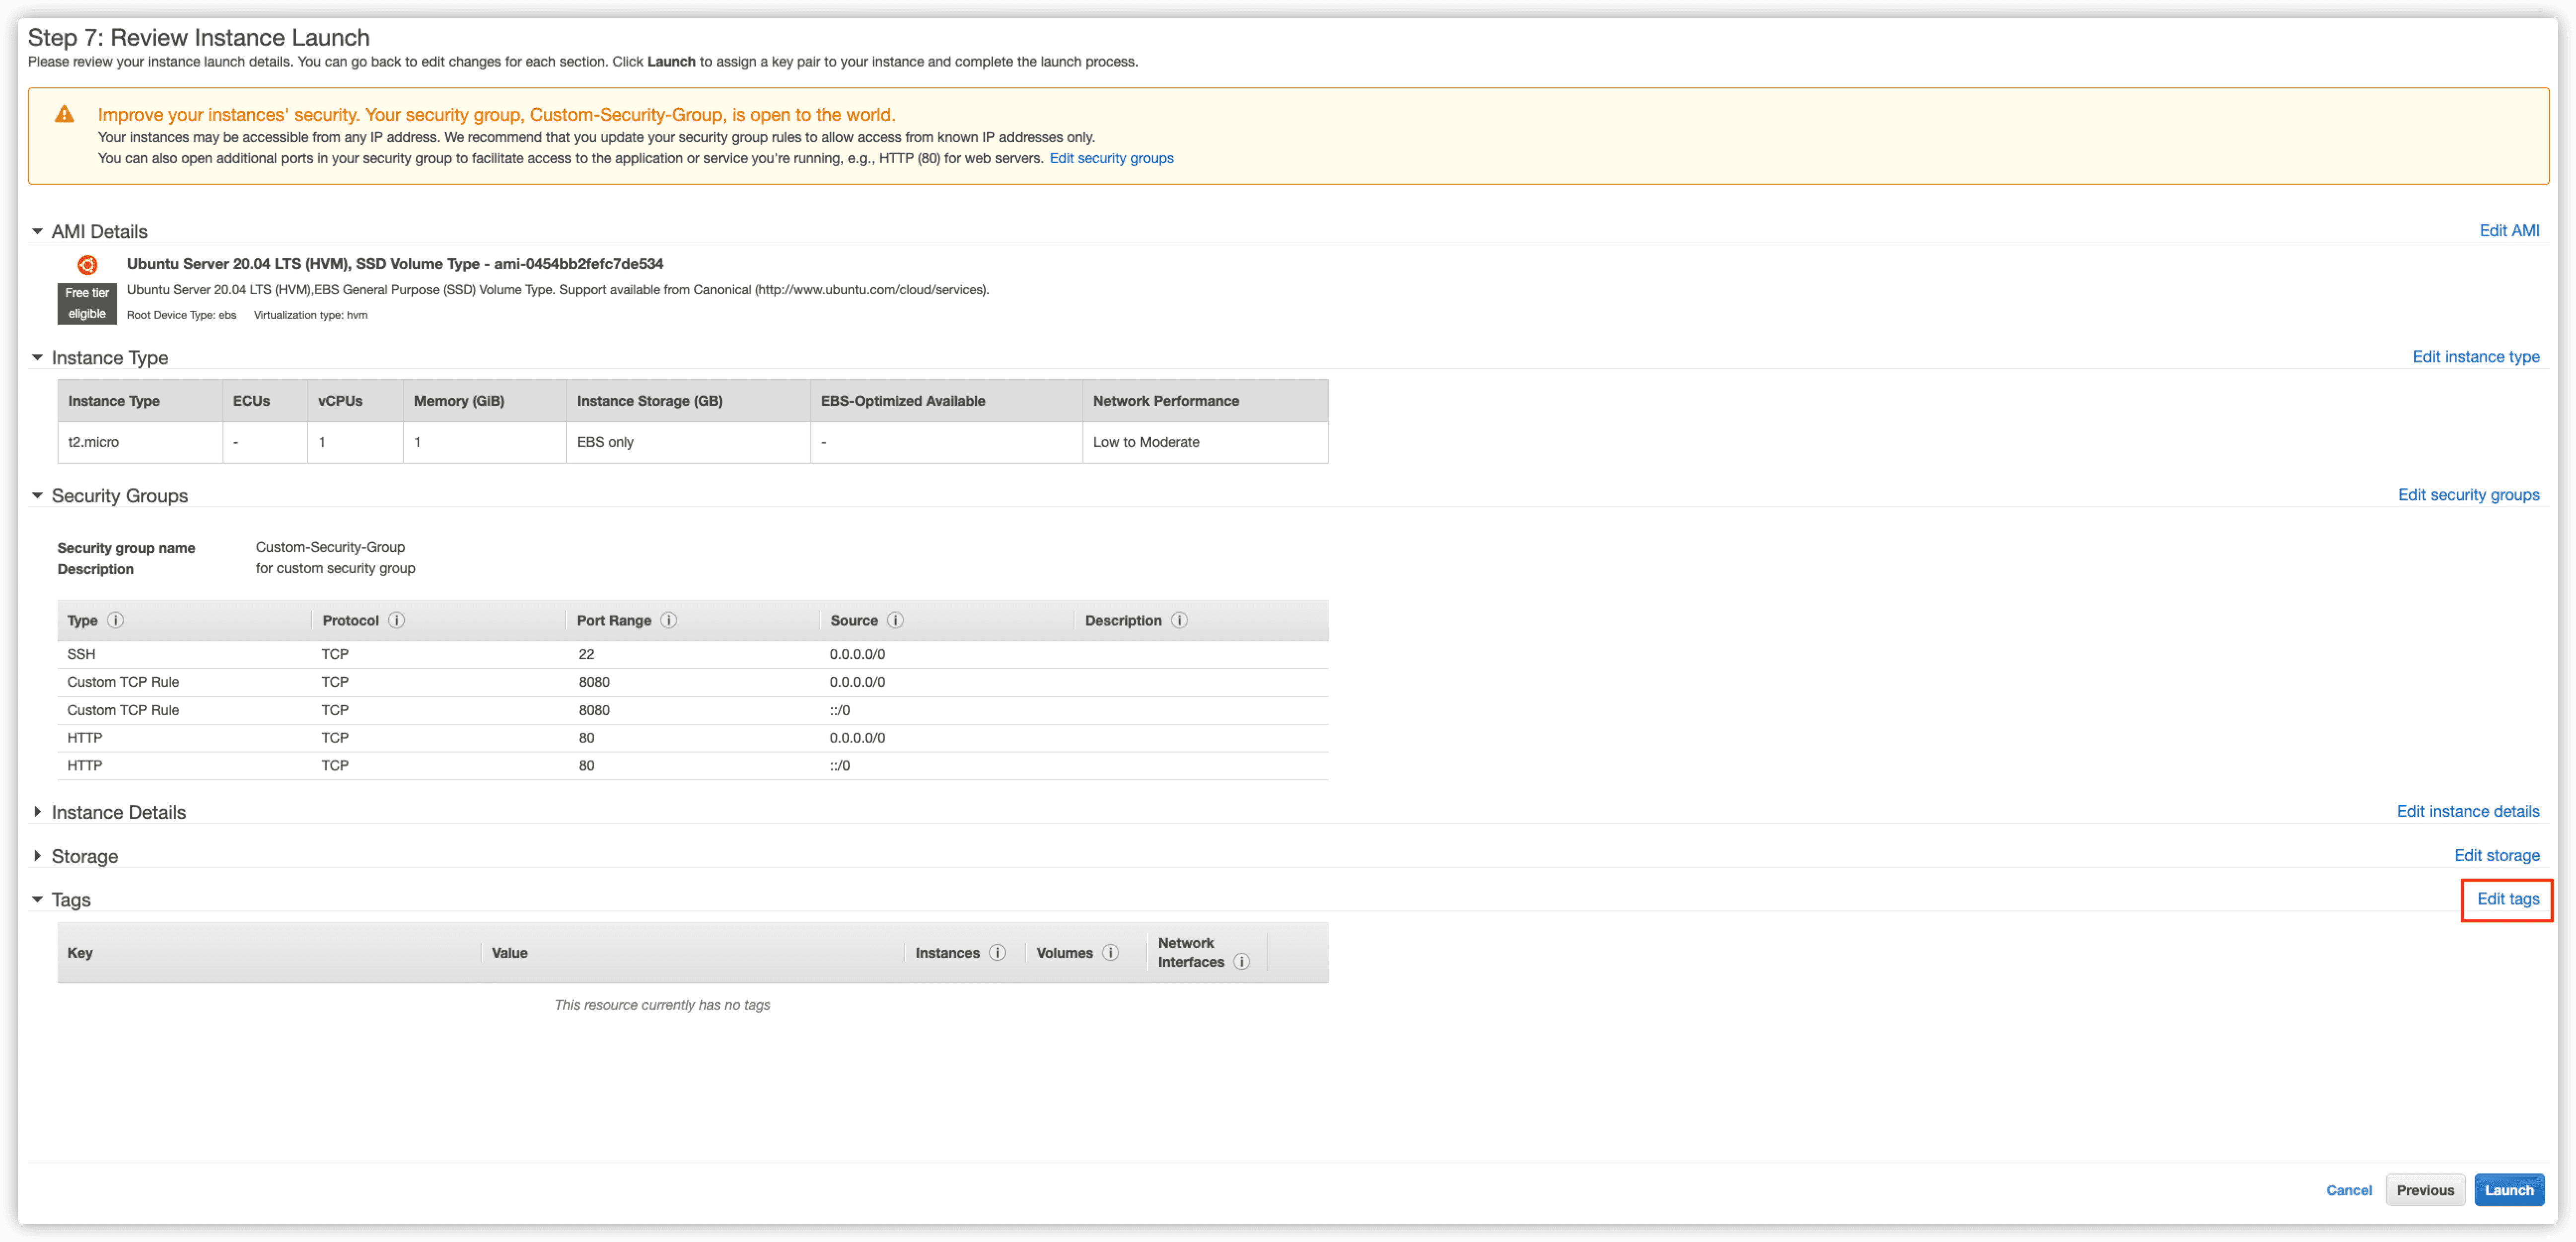 Step 7: Review Instance Launch
Please review your instance launch details. You can go back to edit changes for each section. Click Launch to assign a key pair to your instance and complete the launch process.
Improve your instances' security. Your security group, Custom-Security-Group, is open to the world.
Your instances may be accessible from any IP address. We recommend that you update your security group rules to allow access from known IP addresses only.
You can also open additional ports in your security group to facilitate access to the application or service you're running, e.g., HTTP (80) for web servers. Edit security groups
AMI Details Edit AMI
Ubuntu Server 20.04 LTS (HVM), SSD Volume Type - ami-0454bb2fefc7de534
Free tier eligible
Ubuntu Server 20.04 LTS (HVM),EBS General Purpose (SSD) Volume Type. Support available from Canonical (http://www.ubuntu.com/cloud/services).
Root Device Type: ebs Virtualization type: hvm
Instance Type Edit instance type
Instance Type ECUs vCPUs Memory (GiB) Instance Storage (GB) EBS-Optimized Available Network Performance
t2.micro - 1 1 EBS only - Low to Moderate
Security Groups Edit security groups
Security group name Custom-Security-Group
Description for custom security group
Type Protocol Port Range Source Description
SSH TCP 22 0.0.0.0/0
Custom TCP Rule TCP 8080 0.0.0.0/0
Custom TCP Rule TCP 8080 ::/0
HTTP TCP 80 0.0.0.0/0
HTTP TCP 80 ::/0
Instance Details Edit instance details
Storage Edit storage
Tags Edit tags
Key Value Instances Volumes Network Interfaces
This resource currently has no tags
Cancel Previous Launch